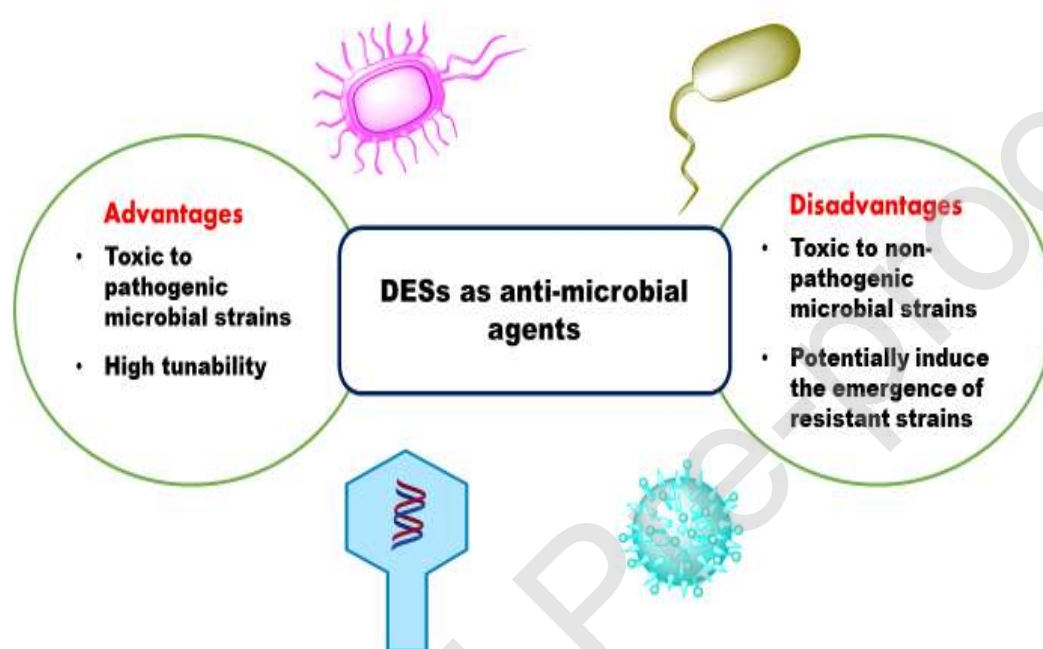 Advantages
• Toxic to
pathogenic
microbial strains
• High tunability
DESs as anti-microbial
agents
Disadvantages
• Toxic to non-
pathogenic
microbial strains
• Potentially induce
the emergence of
resistant strains